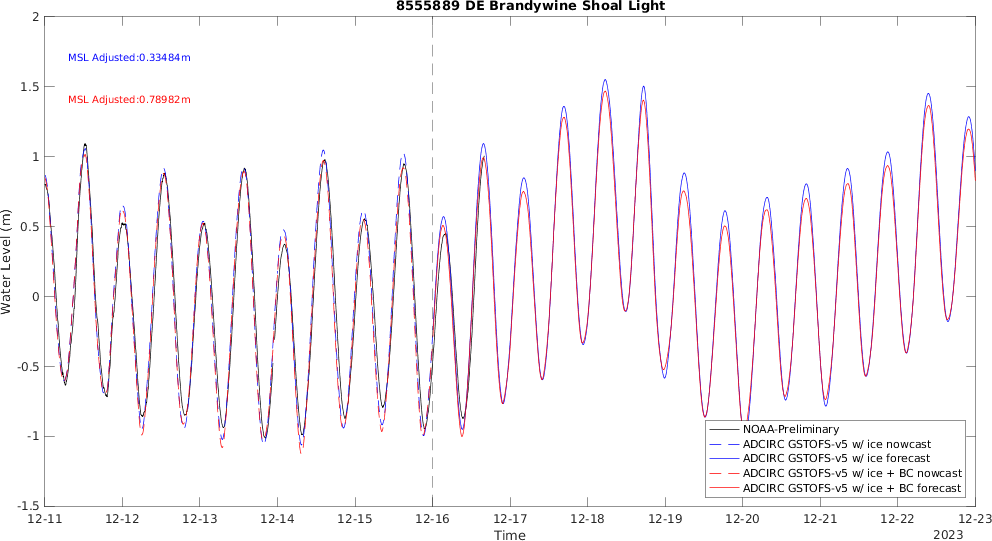 8555889 DE Brandywine Shoal Light
MSL Adjusted:0.33484m
MSL Adjusted:0.78982m
Water Level (m)
2
1.5
1
0.5
0
-0.5
-1
-1.5
NOAA-Preliminary
ADCIRC GSTOFS-v5 w/ ice nowcast
ADCIRC GSTOFS-v5 w/ ice forecast
ADCIRC GSTOFS-v5 w/ ice + BC nowcast
ADCIRC GSTOFS-v5 w/ ice + BC forecast
12-11 12-12 12-13 12-14 12-15 12-16 12-17 12-18 12-19 12-20 12-21 12-22 12-23
Time
2023